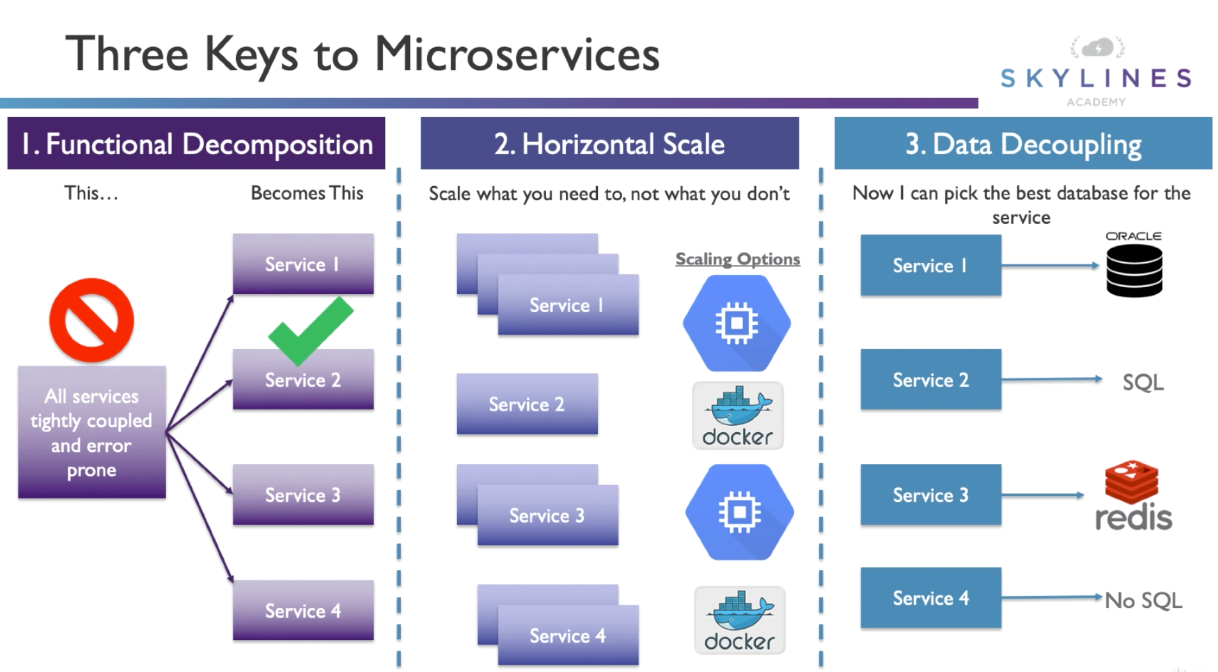 Three Keys to Microservices
SKYLINES
ACADEMY
1. Functional Decomposition
This...
Becomes This
All services
tightly coupled
and error
prone
Service 1
Service 2
Service 3
Service 4
2. Horizontal Scale
Scale what you need to, not what you don't
Scaling Options
Service 1
Service 2
docker
Service 3
Service 4
docker
3. Data Decoupling
Now I can pick the best database for the
service
Service 1
ORACLE
Service 2
SQL
Service 3
redis
Service 4
No SQL